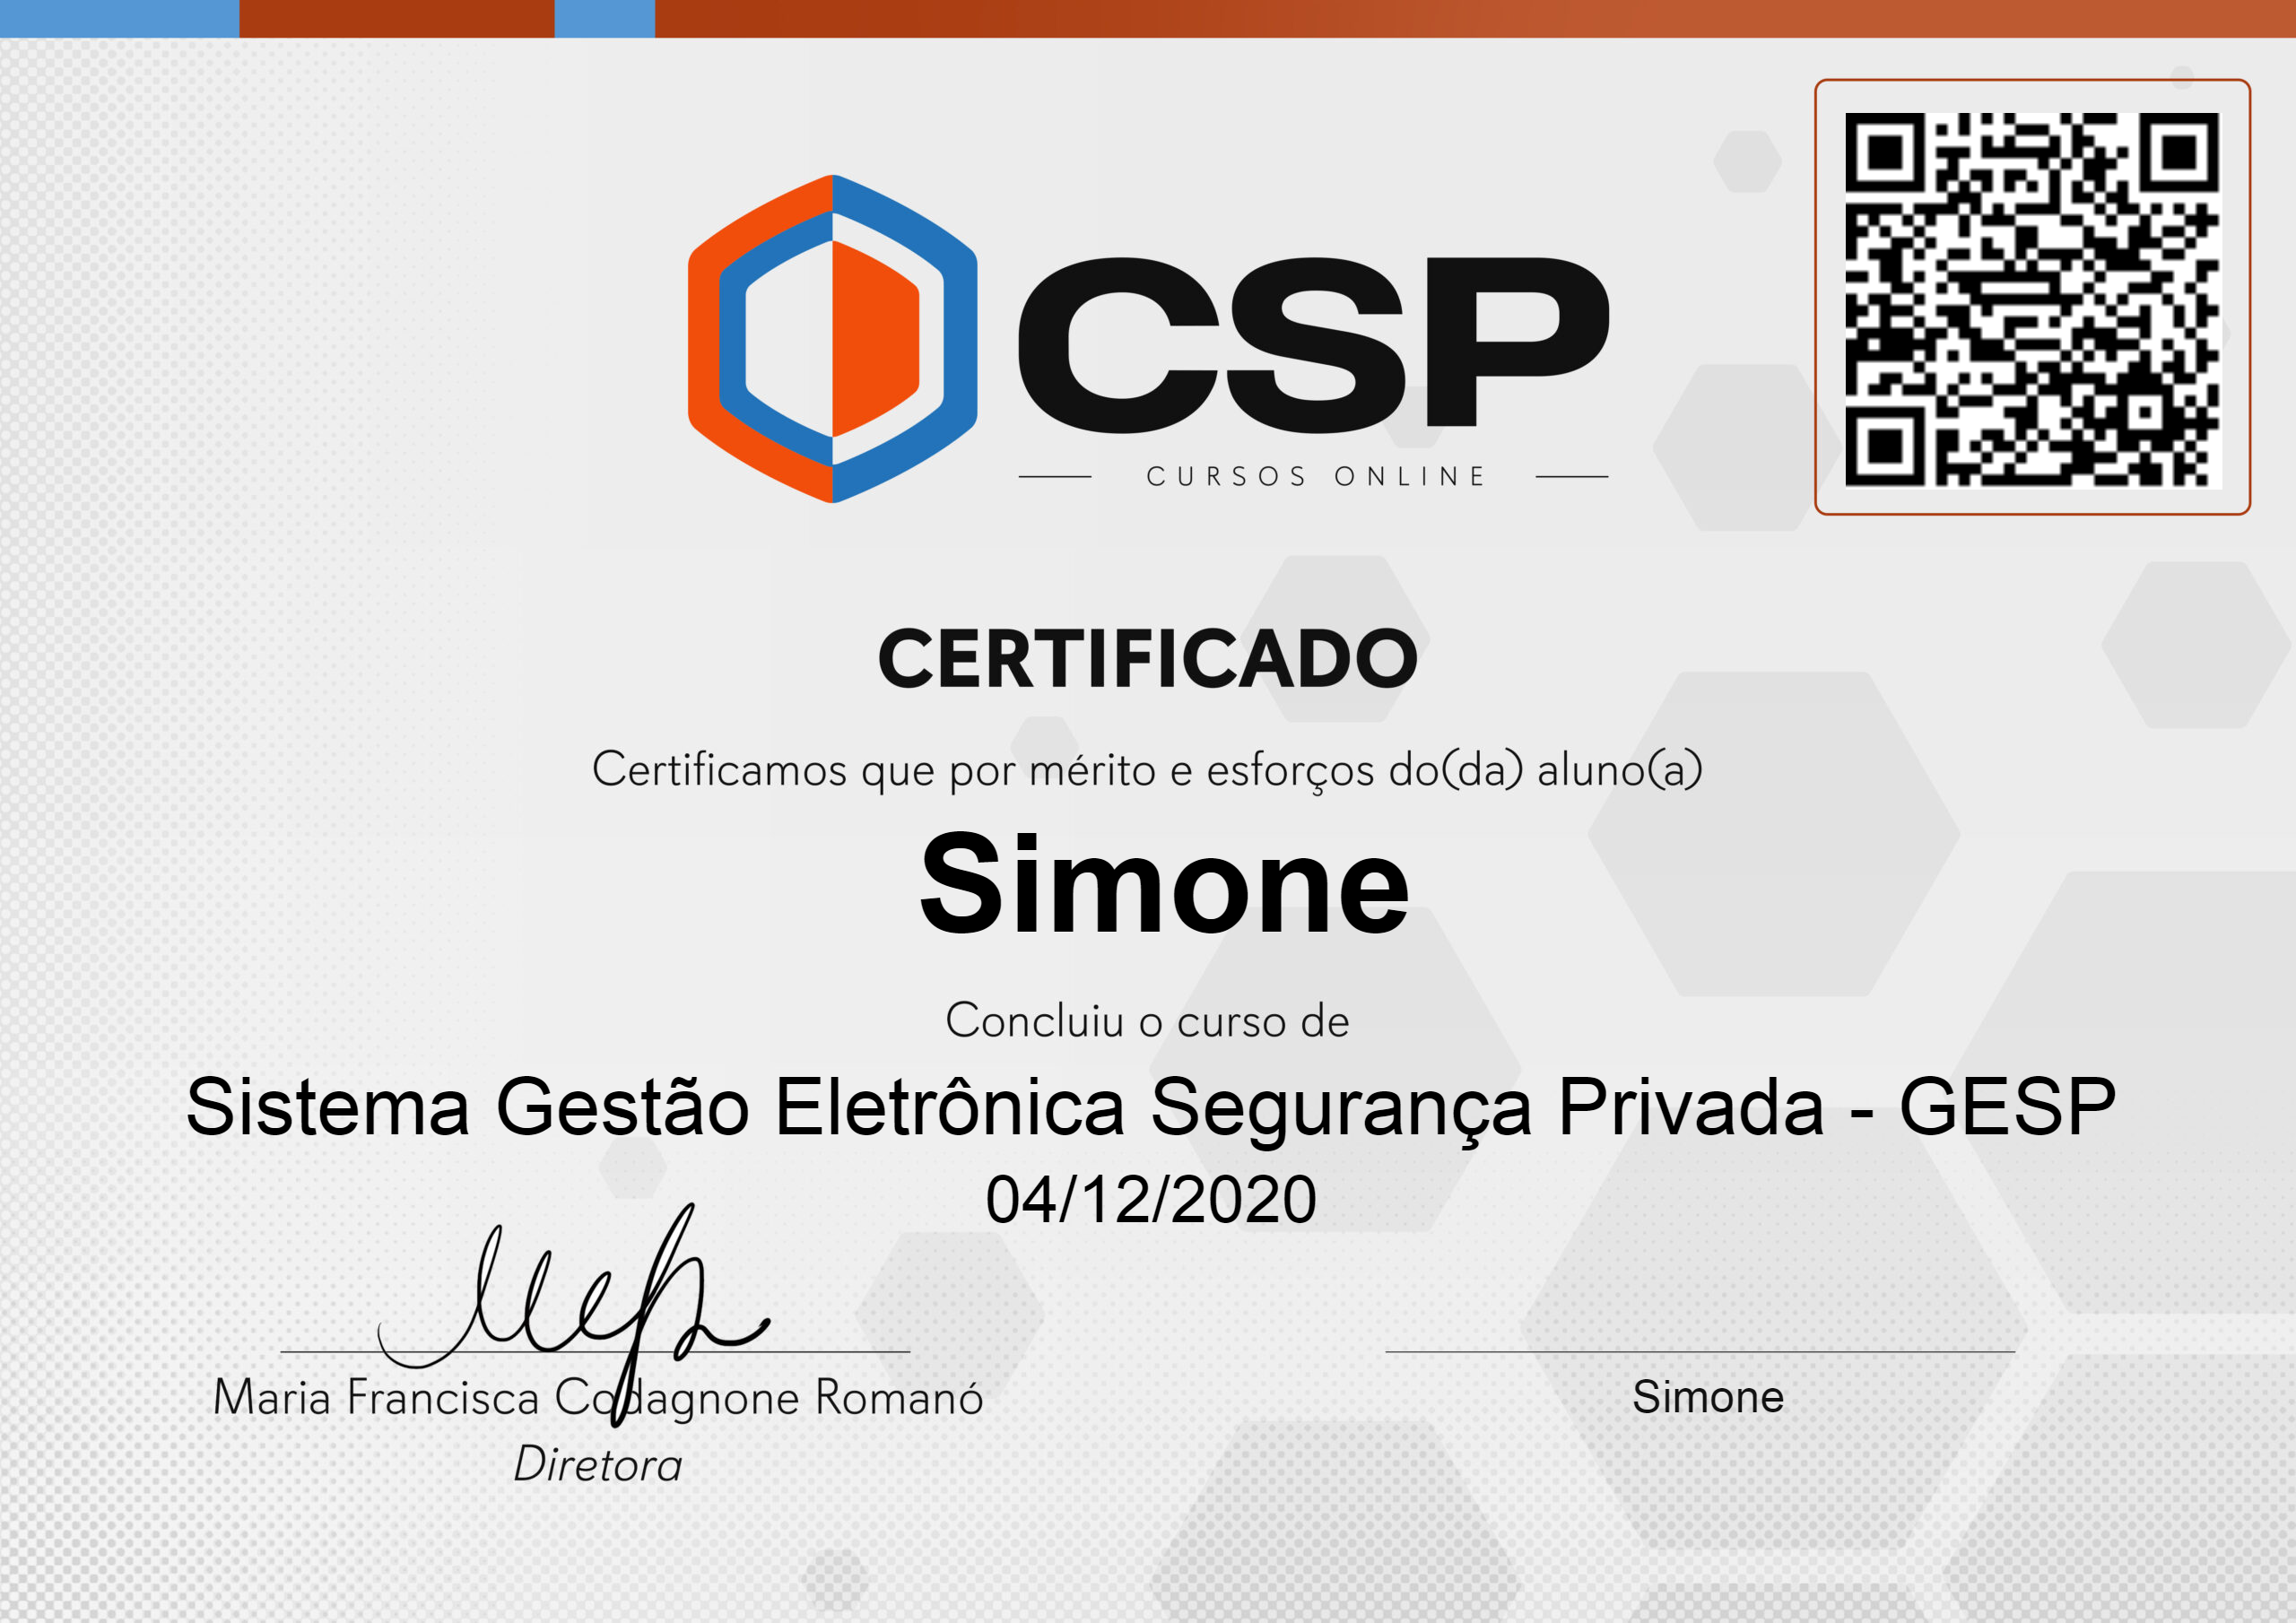 CSP
CURSOS ONLINE
CERTIFICADO
Certificamos que por mérito e esforços do(da) aluno(a)
Simone
Concluiu o curso de
Sistema Gestão Eletrônica Segurança Privada - GESP
04/12/2020
Maria Francisca Codagnone Romanó
Diretora
Simone